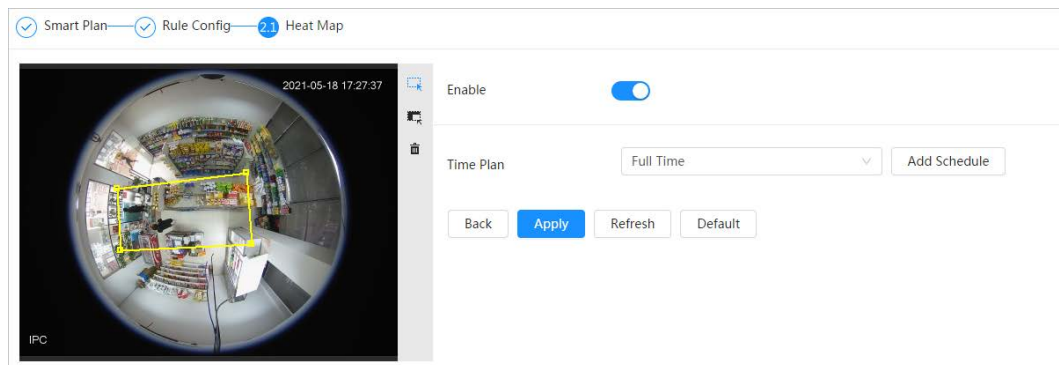 Smart Plan
Rule Config
2.1 Heat Map
2021-05-18 17:27:37
IPC
Enable
Time Plan
Full Time
Add Schedule
Back
Apply
Refresh
Default